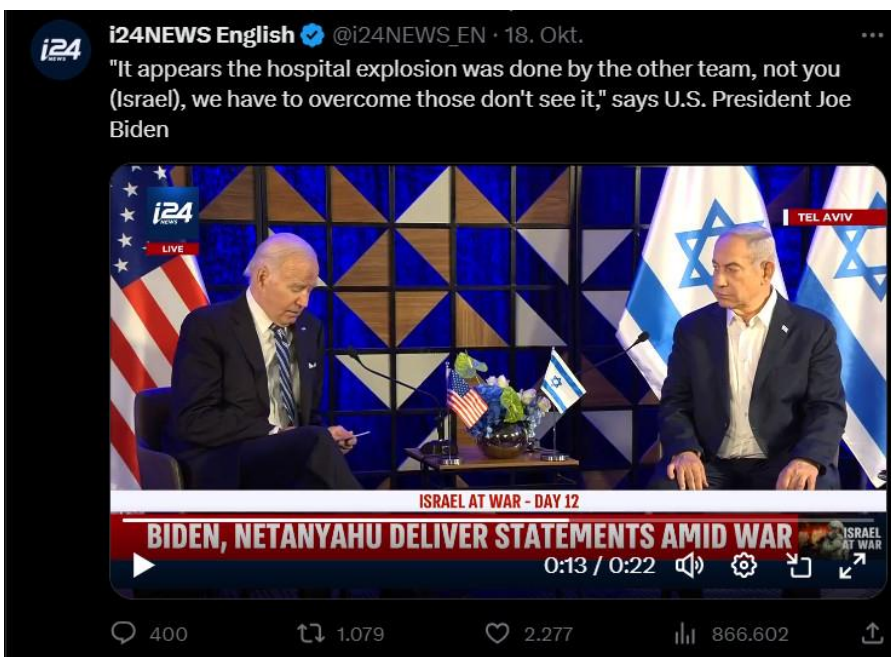 i24NEWS English @i24NEWS_EN · 18. Okt.
"It appears the hospital explosion was done by the other team, not you
(Israel), we have to overcome those don't see it," says U.S. President Joe
Biden
i24
NEWS
LIVE
TEL AVIV
ISRAEL AT WAR - DAY 12
BIDEN, NETANYAHU DELIVER STATEMENTS AMID WAR
ISRAEL
AT WAR
0:13 / 0:22
400 1.079 2.277 866.602